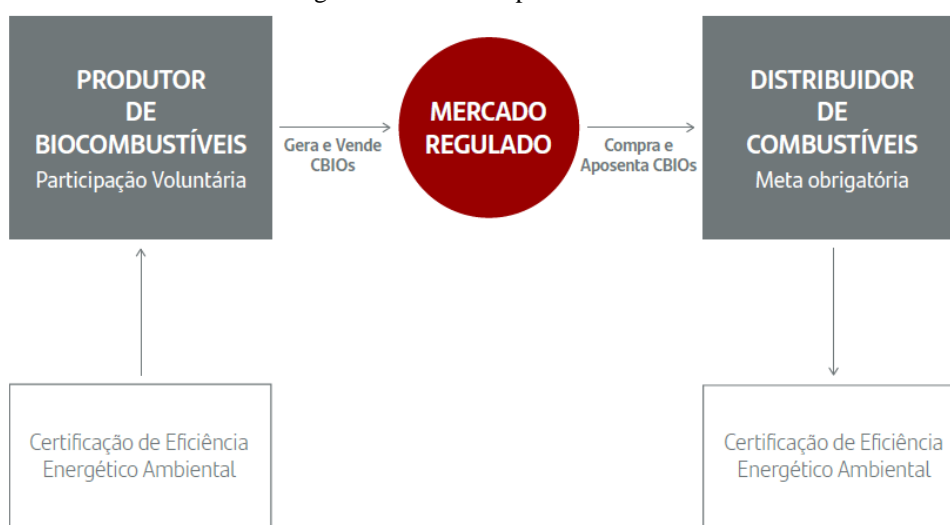 PRODUTOR
DE
BIOCOMBUSTÍVEIS
Participação Voluntária
Gera e Vende
CBIOs
MERCADO
REGULADO
Compra e
Aposenta CBIOs
DISTRIBUIDOR
DE
COMBUSTÍVEIS
Meta obrigatória
Certificação de Eficiência
Energético Ambiental
Certificação de Eficiência
Energético Ambiental